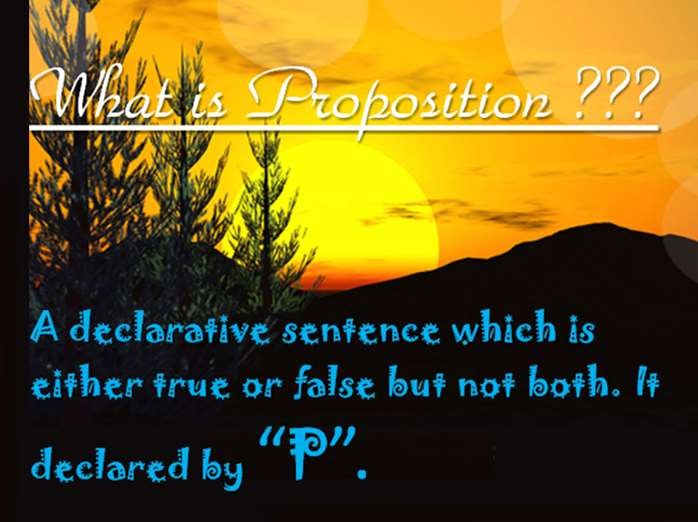 What is Proposition ???
A declarative sentence which is
either true or false but not both. It
declared by “P”.